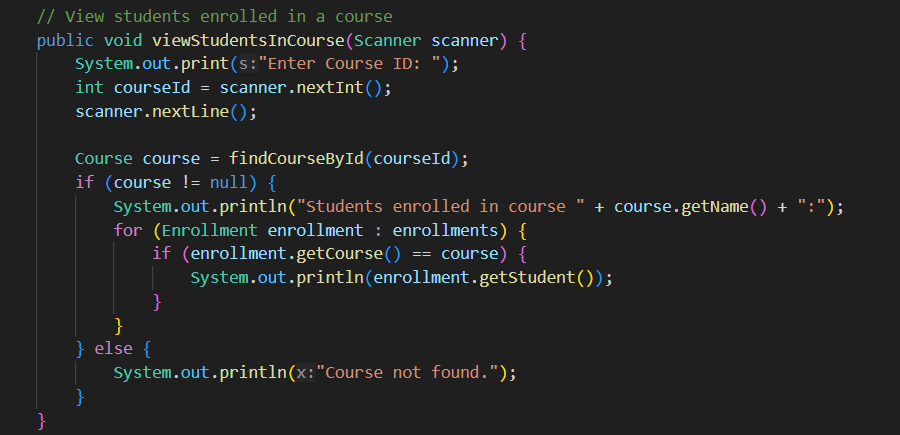 // View students enrolled in a course
public void viewStudentsInCourse(Scanner scanner) {
    System.out.print(s:"Enter Course ID: ");
    int courseId = scanner.nextInt();
    scanner.nextLine();

    Course course = findCourseById(courseId);
    if (course != null) {
        System.out.println("Students enrolled in course " + course.getName() + ":");
        for (Enrollment enrollment : enrollments) {
            if (enrollment.getCourse() == course) {
                System.out.println(enrollment.getStudent());
            }
        }
    } else {
        System.out.println(x:"Course not found.");
    }
}